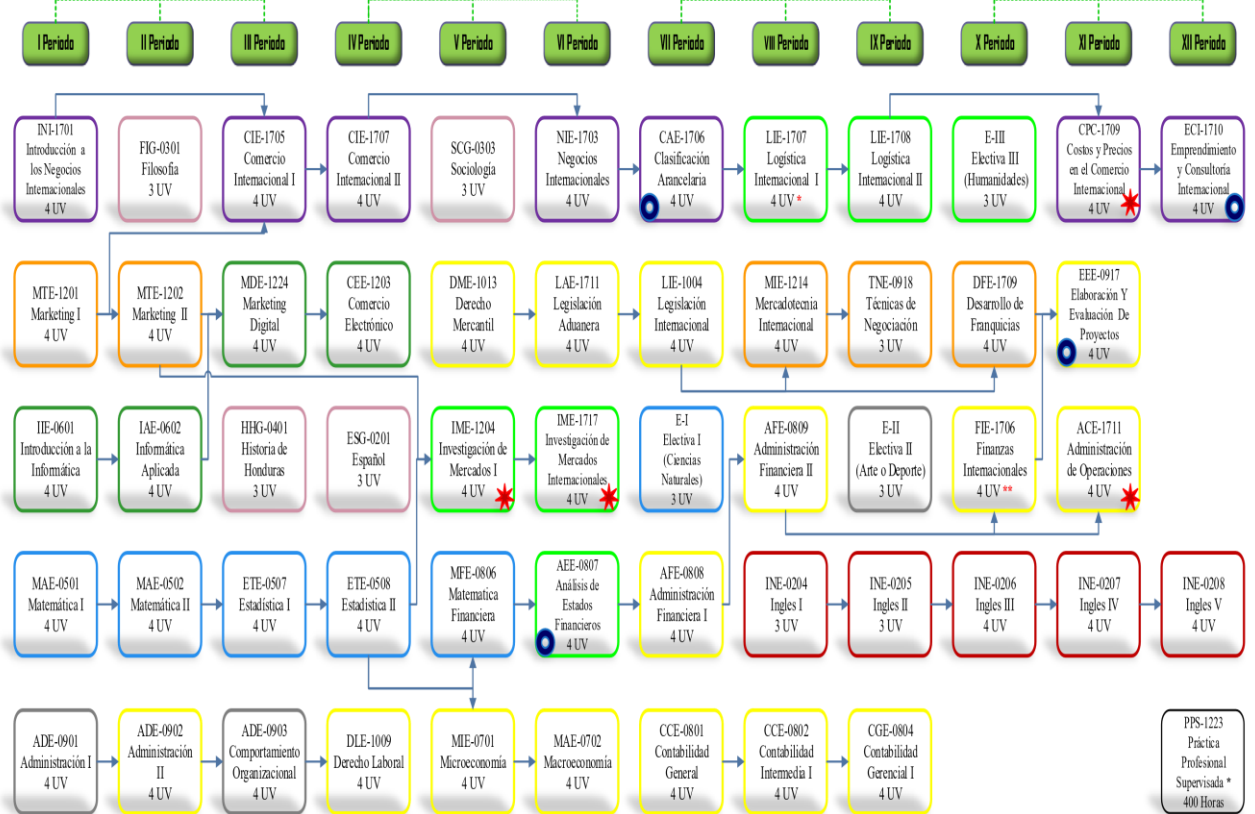 I Periodo
II Periodo
III Periodo
IV Periodo
V Periodo
VI Periodo
VII Periodo
VIII Periodo
IX Periodo
X Periodo
XI Periodo
XII Periodo
INI-1701
Introducción a
los Negocios
Internacionales
4 UV
FIG-0301
Filosofía
3 UV
CIE-1705
Comercio
Internacional I
4 UV
CIE-1707
Comercio
Internacional II
4 UV
SCG-0303
Sociología
3 UV
NIE-1703
Negocios
Internacionales
4 UV
CAE-1706
Clasificación
Arancelaria
4 UV
LIE-1707
Logística
Internacional I
4 UV *
LIE-1708
Logística
Internacional II
4 UV
E-III
Electiva III
(Humanidades)
3 UV
CPC-1709
Costos y Precios
en el Comercio
Internacional
4 UV
ECI-1710
Emprendimiento
y Consultoría
Internacional
4 UV
MTE-1201
Marketing I
4 UV
MTE-1202
Marketing II
4 UV
MDE-1224
Marketing
Digital
4 UV
CEE-1203
Comercio
Electrónico
4 UV
DME-1013
Derecho
Mercantil
4 UV
LAE-1711
Legislación
Aduanera
4 UV
LIE-1004
Legislación
Internacional
4 UV
MIE-1214
Mercadotecnia
Internacional
4 UV
TNE-0918
Técnicas de
Negociación
3 UV
DFE-1709
Desarrollo de
Franquicias
4 UV
EEE-0917
Elaboración Y
Evaluación De
Proyectos
4 UV
IIE-0601
Introducción a la
Informática
4 UV
IAE-0602
Informática
Aplicada
4 UV
HHG-0401
Historia de
Honduras
3 UV
ESG-0201
Español
3 UV
IME-1204
Investigación de
Mercados I
4 UV
IME-1717
Investigación de
Mercados
Internacionales
4 UV
E-I
Electiva I
(Ciencias
Naturales)
3 UV
AFE-0809
Administración
Financiera II
4 UV
E-II
Electiva II
(Arte o Deporte)
3 UV
FIE-1706
Finanzas
Internacionales
4 UV **
ACE-1711
Administración
de Operaciones
4 UV
MAE-0501
Matemática I
4 UV
MAE-0502
Matemática II
4 UV
ETE-0507
Estadística I
4 UV
ETE-0508
Estadistica II
4 UV
MFE-0806
Matematica
Financiera
4 UV
AEE-0807
Análisis de
Estados
Financieros
4 UV
AFE-0808
Administración
Financiera I
4 UV
INE-0204
Ingles I
3 UV
INE-0205
Ingles II
3 UV
INE-0206
Ingles III
4 UV
INE-0207
Ingles IV
4 UV
INE-0208
Ingles V
4 UV
ADE-0901
Administración I
4 UV
ADE-0902
Administración
II
4 UV
ADE-0903
Comportamiento
Organizacional
4 UV
DLE-1009
Derecho Laboral
4 UV
MIE-0701
Microeconomía
4 UV
MAE-0702
Macroeconomía
4 UV
CCE-0801
Contabilidad
General
4 UV
CCE-0802
Contabilidad
Intermedia I
4 UV
CGE-0804
Contabilidad
Gerencial I
4 UV
PPS-1223
Práctica
Profesional
Supervisada *
400 Horas